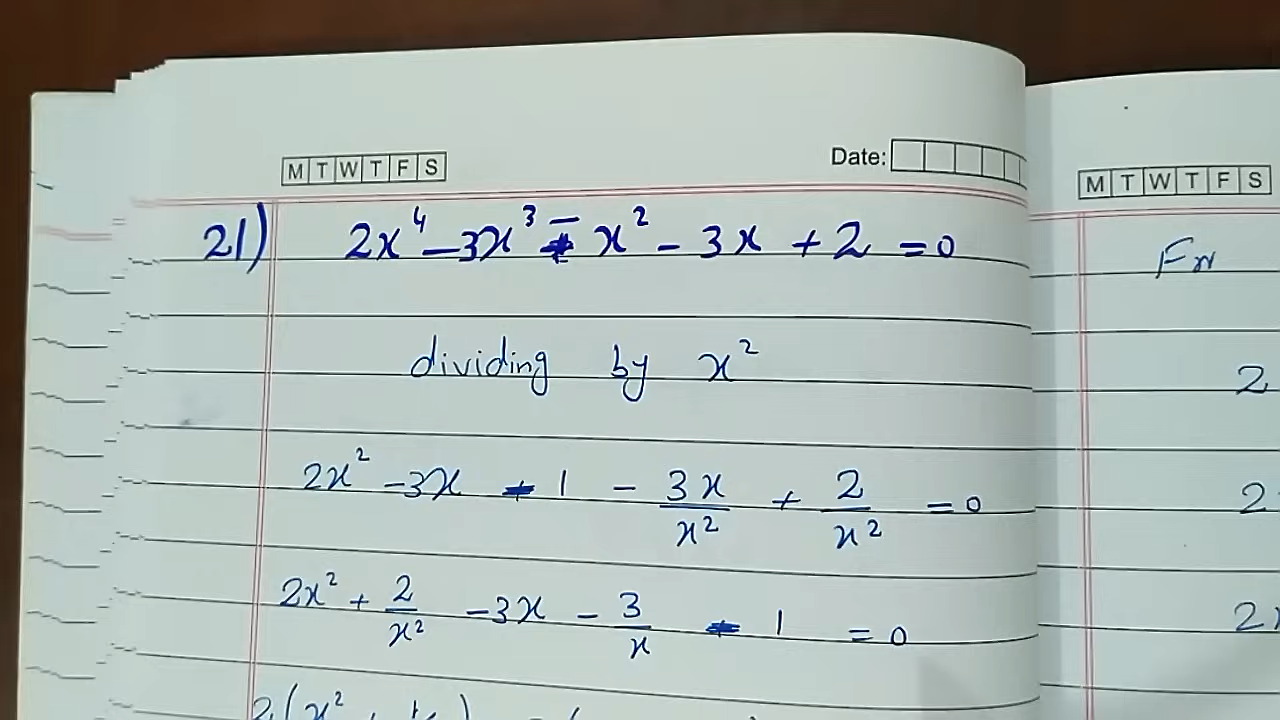 M T W T F S Date:
21) 2x⁴ - 3x³ - x² - 3x + 2 = 0
dividing by x²
2x² - 3x - 1 - 3x/x² + 2/x² = 0
2x² + 2/x² - 3x - 3/x - 1 = 0
2(x²
M T W T F S
2
2